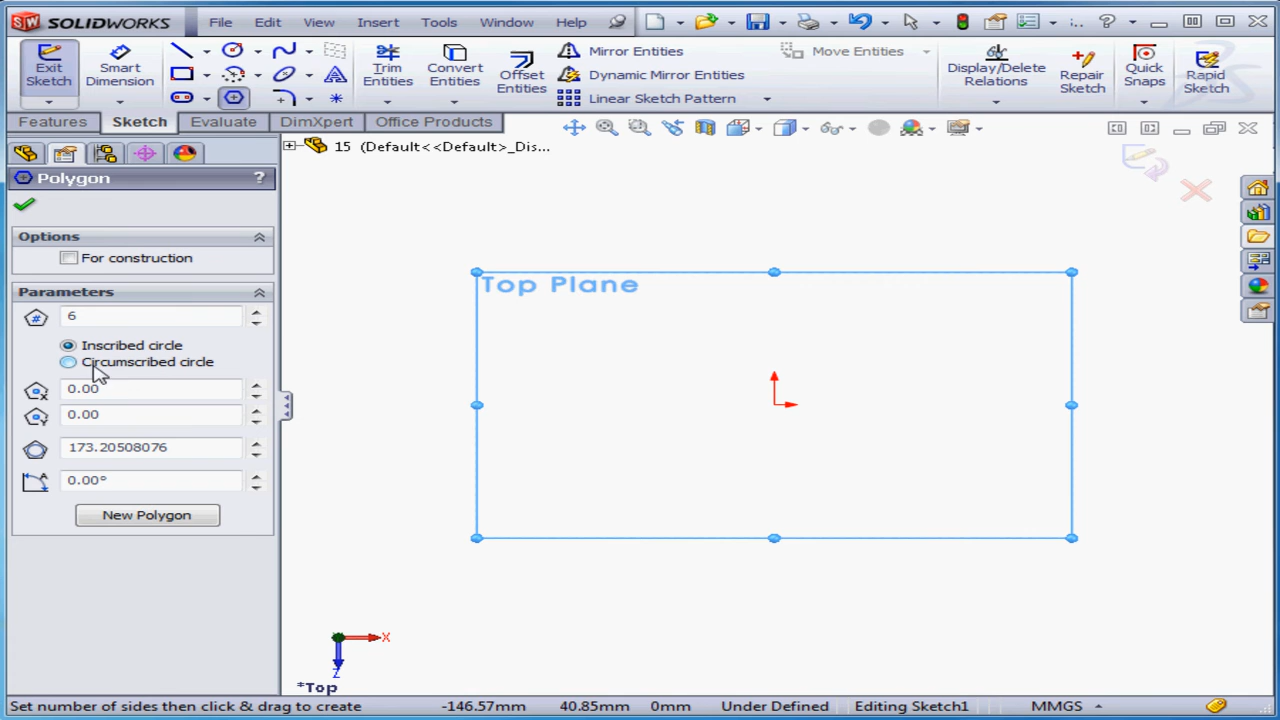 SW SOLIDWORKS File Edit View Insert Tools Window Help
Exit Sketch
Smart Dimension
Trim Entities
Convert Entities
Offset Entities
Mirror Entities
Dynamic Mirror Entities
Linear Sketch Pattern
Move Entities
Display/Delete Relations
Repair Sketch
Quick Snaps
Rapid Sketch
Features Sketch Evaluate DimXpert Office Products
15 (Default<<Default>_Dis...
Polygon ?
Options
For construction
Parameters
6
Inscribed circle
Circumscribed circle
0.00
0.00
173.20508076
0.00°
New Polygon
Top Plane
X
Z
*Top
Set number of sides then click & drag to create -146.57mm 40.85mm 0mm Under Defined Editing Sketch1 MMGS